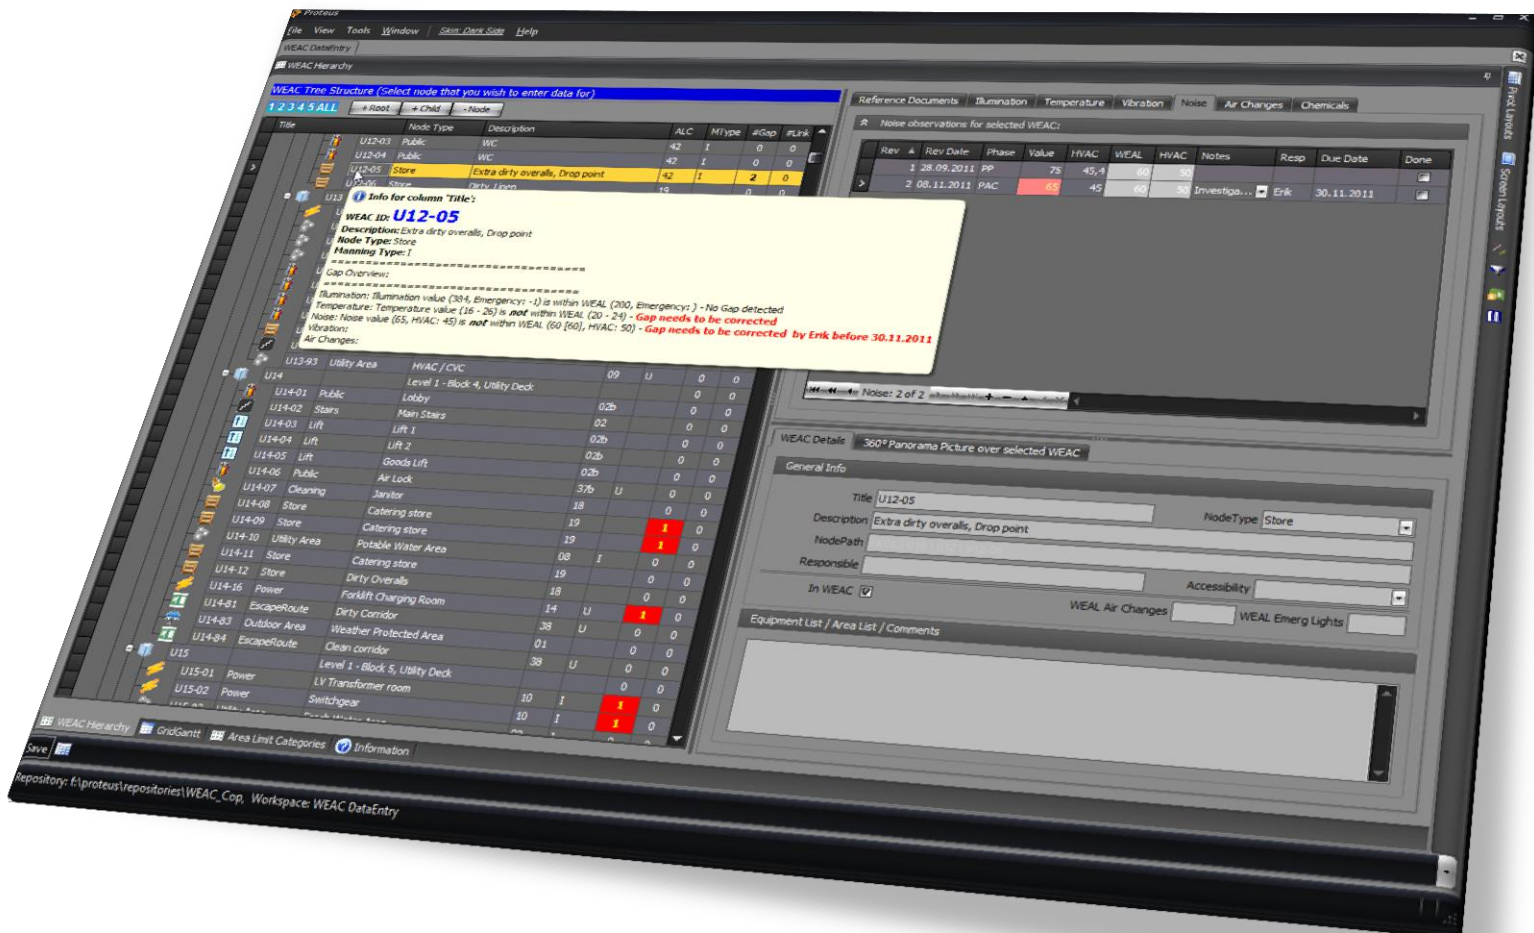 Proteus
File View Tools Window Skin: Dark Side Help
WEAC DataEntry
WEAC Hierarchy
WEAC Tree Structure (Select node that you wish to enter data for)
1 2 3 4 5 ALL + Root + Child - Node
Title Node Type Description ALC MType #Gap #Link
U12-03 Public WC 42 I 0 0
U12-04 Public WC 42 I 0 0
U12-05 Store Extra dirty overalls, Drop point 42 I 2 0
U12-06 Store Dirty Linen 19 0 0
U13
Info for column 'Title':
WEAC ID: U12-05
Description: Extra dirty overalls, Drop point
Node Type: Store
Manning Type: I
=====================================
Gap Overview:
=====================================
Illumination: Illumination value (384, Emergency: -1) is within WEAL (200, Emergency: ) - No Gap detected
Temperature: Temperature value (16 - 26) is not within WEAL (20 - 24) - Gap needs to be corrected
Noise: Noise value (65, HVAC: 45) is not within WEAL (60 [60], HVAC: 50) - Gap needs to be corrected by Erik before 30.11.2011
Vibration:
Air Changes:
U13-93 Utility Area HVAC / CVC 09 U 0 0
U14 Level 1 - Block 4, Utility Deck 0 0
U14-01 Public Lobby 02b 0 0
U14-02 Stairs Main Stairs 02 0 0
U14-03 Lift Lift 1 02b 0 0
U14-04 Lift Lift 2 02b 0 0
U14-05 Lift Goods Lift 02b 0 0
U14-06 Public Air Lock 37b U 0 0
U14-07 Cleaning Janitor 18 0 0
U14-08 Store Catering store 19 1 0
U14-09 Store Catering store 19 1 0
U14-10 Utility Area Potable Water Area 08 I 0 0
U14-11 Store Catering store 19 0 0
U14-12 Store Dirty Overalls 18 0 0
U14-16 Power Forklift Charging Room 14 U 1 0
U14-81 EscapeRoute Dirty Corridor 38 U 0 0
U14-83 Outdoor Area Weather Protected Area 01 0 0
U14-84 EscapeRoute Clean corridor 38 U 0 0
U15 Level 1 - Block 5, Utility Deck 0 0
U15-01 Power LV Transformer room 10 I 1 0
U15-02 Power Switchgear 10 I 1 0
WEAC Hierarchy GridGantt Area Limit Categories Information
Save
Repository: f:\proteus\repositories\WEAC_Cop, Workspace: WEAC DataEntry
Reference Documents Illumination Temperature Vibration Noise Air Changes Chemicals
Noise observations for selected WEAC:
Rev Rev Date Phase Value HVAC WEAL HVAC Notes Resp Due Date Done
1 28.09.2011 PP 75 45,4 60 50
2 08.11.2011 PAC 65 45 60 50 Investiga... Erik 30.11.2011
Noise: 2 of 2
WEAC Details 360° Panorama Picture over selected WEAC
General Info
Title U12-05 NodeType Store
Description Extra dirty overalls, Drop point
NodePath
Responsible Accessibility
In WEAC WEAL Air Changes WEAL Emerg Lights
Equipment List / Area List / Comments
Pivot Layouts
Screen Layouts